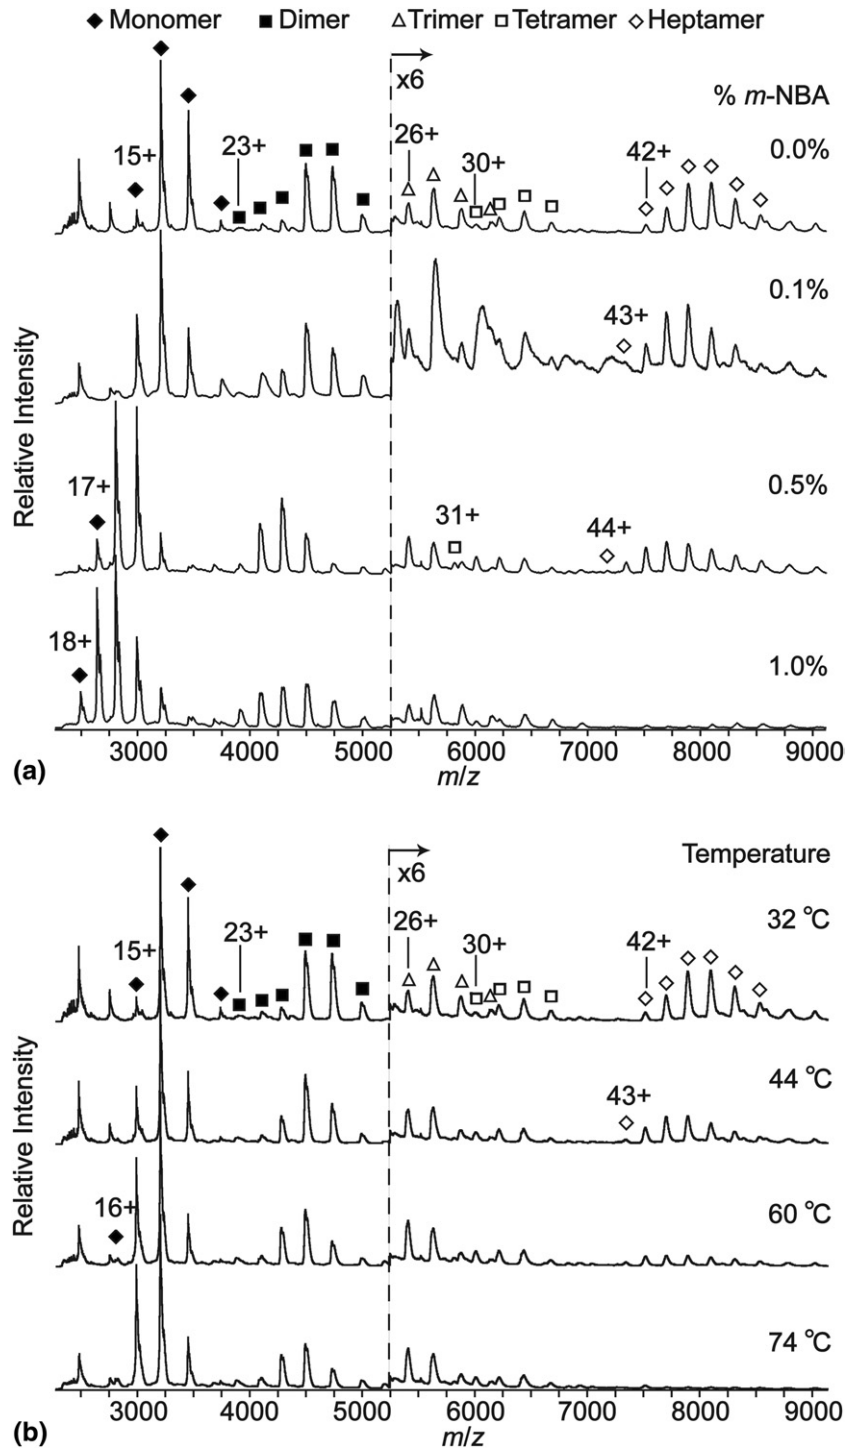 ◆ Monomer ■ Dimer △ Trimer □ Tetramer ◇ Heptamer
x6
% m-NBA
15+ 23+ 26+ 30+ 42+ 0.0%
0.1%
43+
Relative Intensity
17+ 0.5%
31+ 44+
18+ 1.0%
3000 4000 5000 6000 7000 8000 9000
(a) m/z
Temperature
x6
15+ 23+ 26+ 30+ 42+ 32 °C
44 °C
43+
Relative Intensity
16+ 60 °C
74 °C
3000 4000 5000 6000 7000 8000 9000
(b) m/z